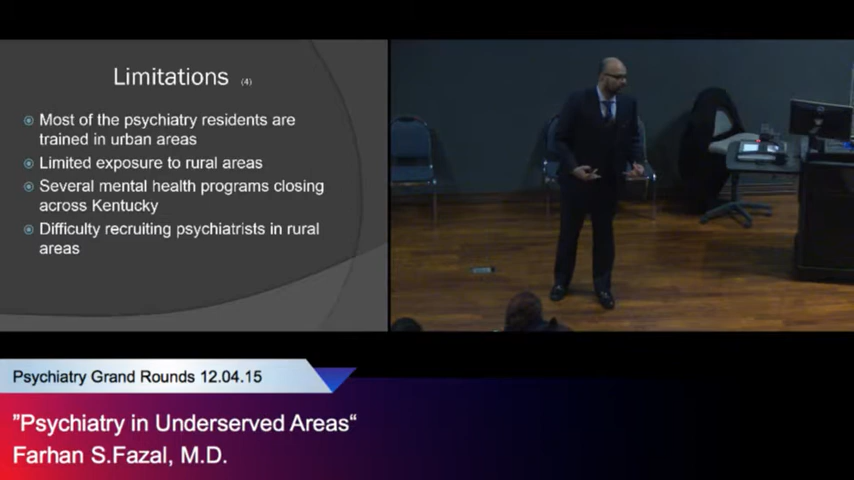 Limitations (4)
Most of the psychiatry residents are
trained in urban areas
Limited exposure to rural areas
Several mental health programs closing
across Kentucky
Difficulty recruiting psychiatrists in rural
areas
Psychiatry Grand Rounds 12.04.15
”Psychiatry in Underserved Areas“
Farhan S.Fazal, M.D.